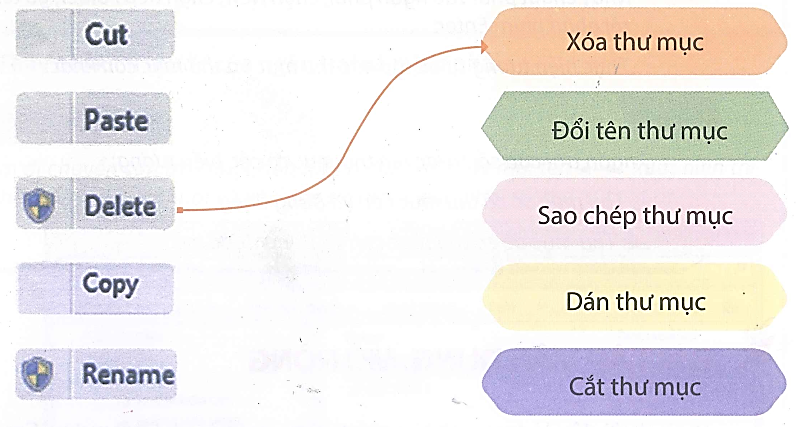 Cut
Xóa thư mục
Paste
Đổi tên thư mục
Delete
Sao chép thư mục
Copy
Dán thư mục
Rename
Cắt thư mục